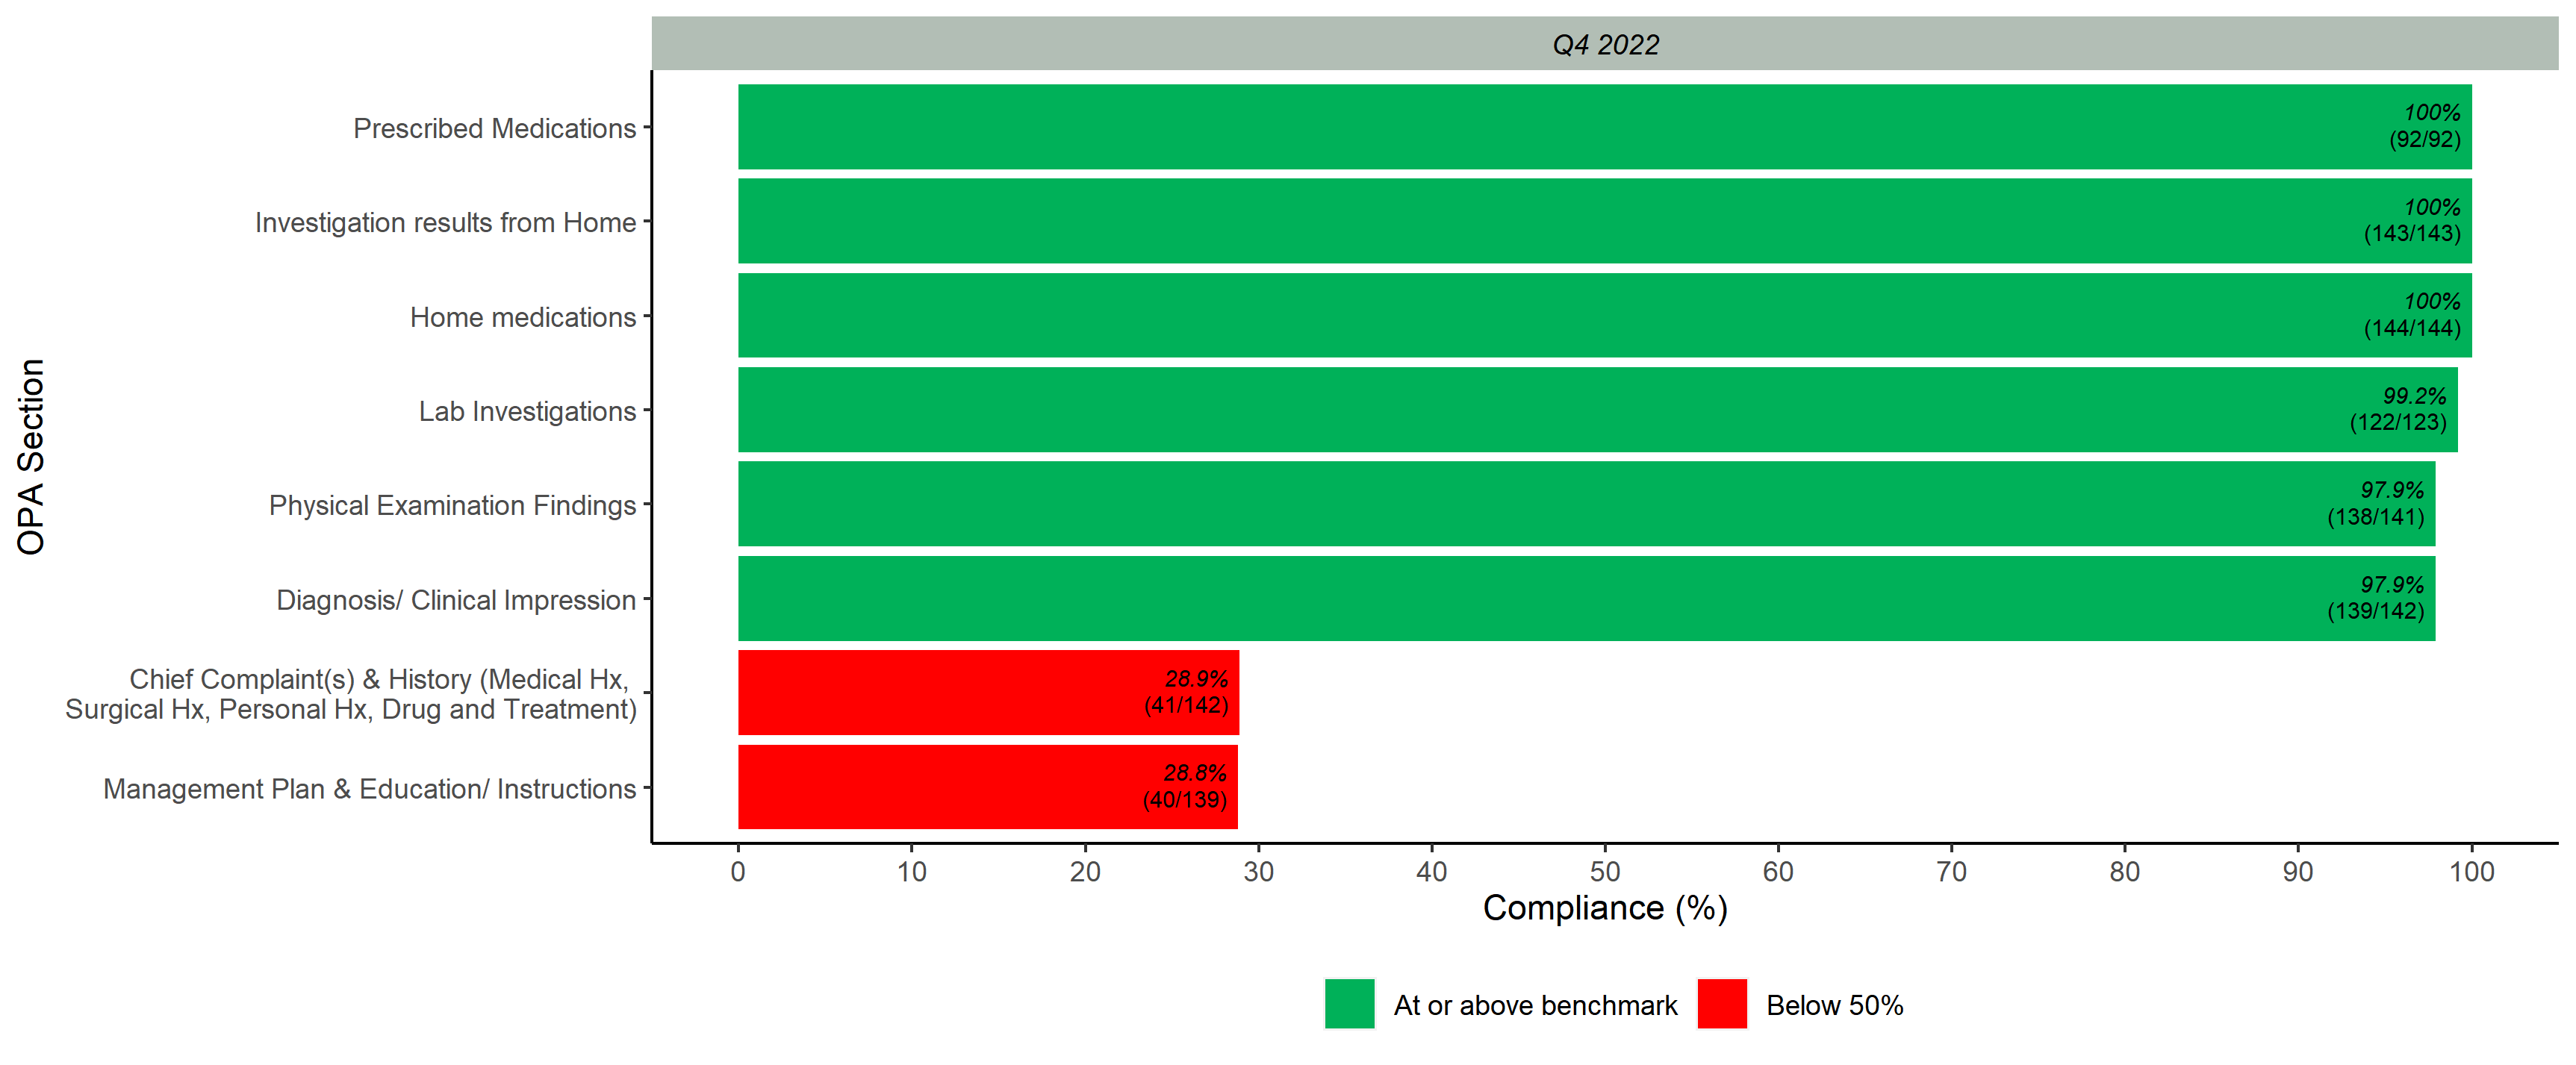 Q4 2022
OPA Section
Prescribed Medications
100%
(92/92)
Investigation results from Home
100%
(143/143)
Home medications
100%
(144/144)
Lab Investigations
99.2%
(122/123)
Physical Examination Findings
97.9%
(138/141)
Diagnosis/ Clinical Impression
97.9%
(139/142)
Chief Complaint(s) & History (Medical Hx,
Surgical Hx, Personal Hx, Drug and Treatment)
28.9%
(41/142)
Management Plan & Education/ Instructions
28.8%
(40/139)
0 10 20 30 40 50 60 70 80 90 100
Compliance (%)
At or above benchmark Below 50%